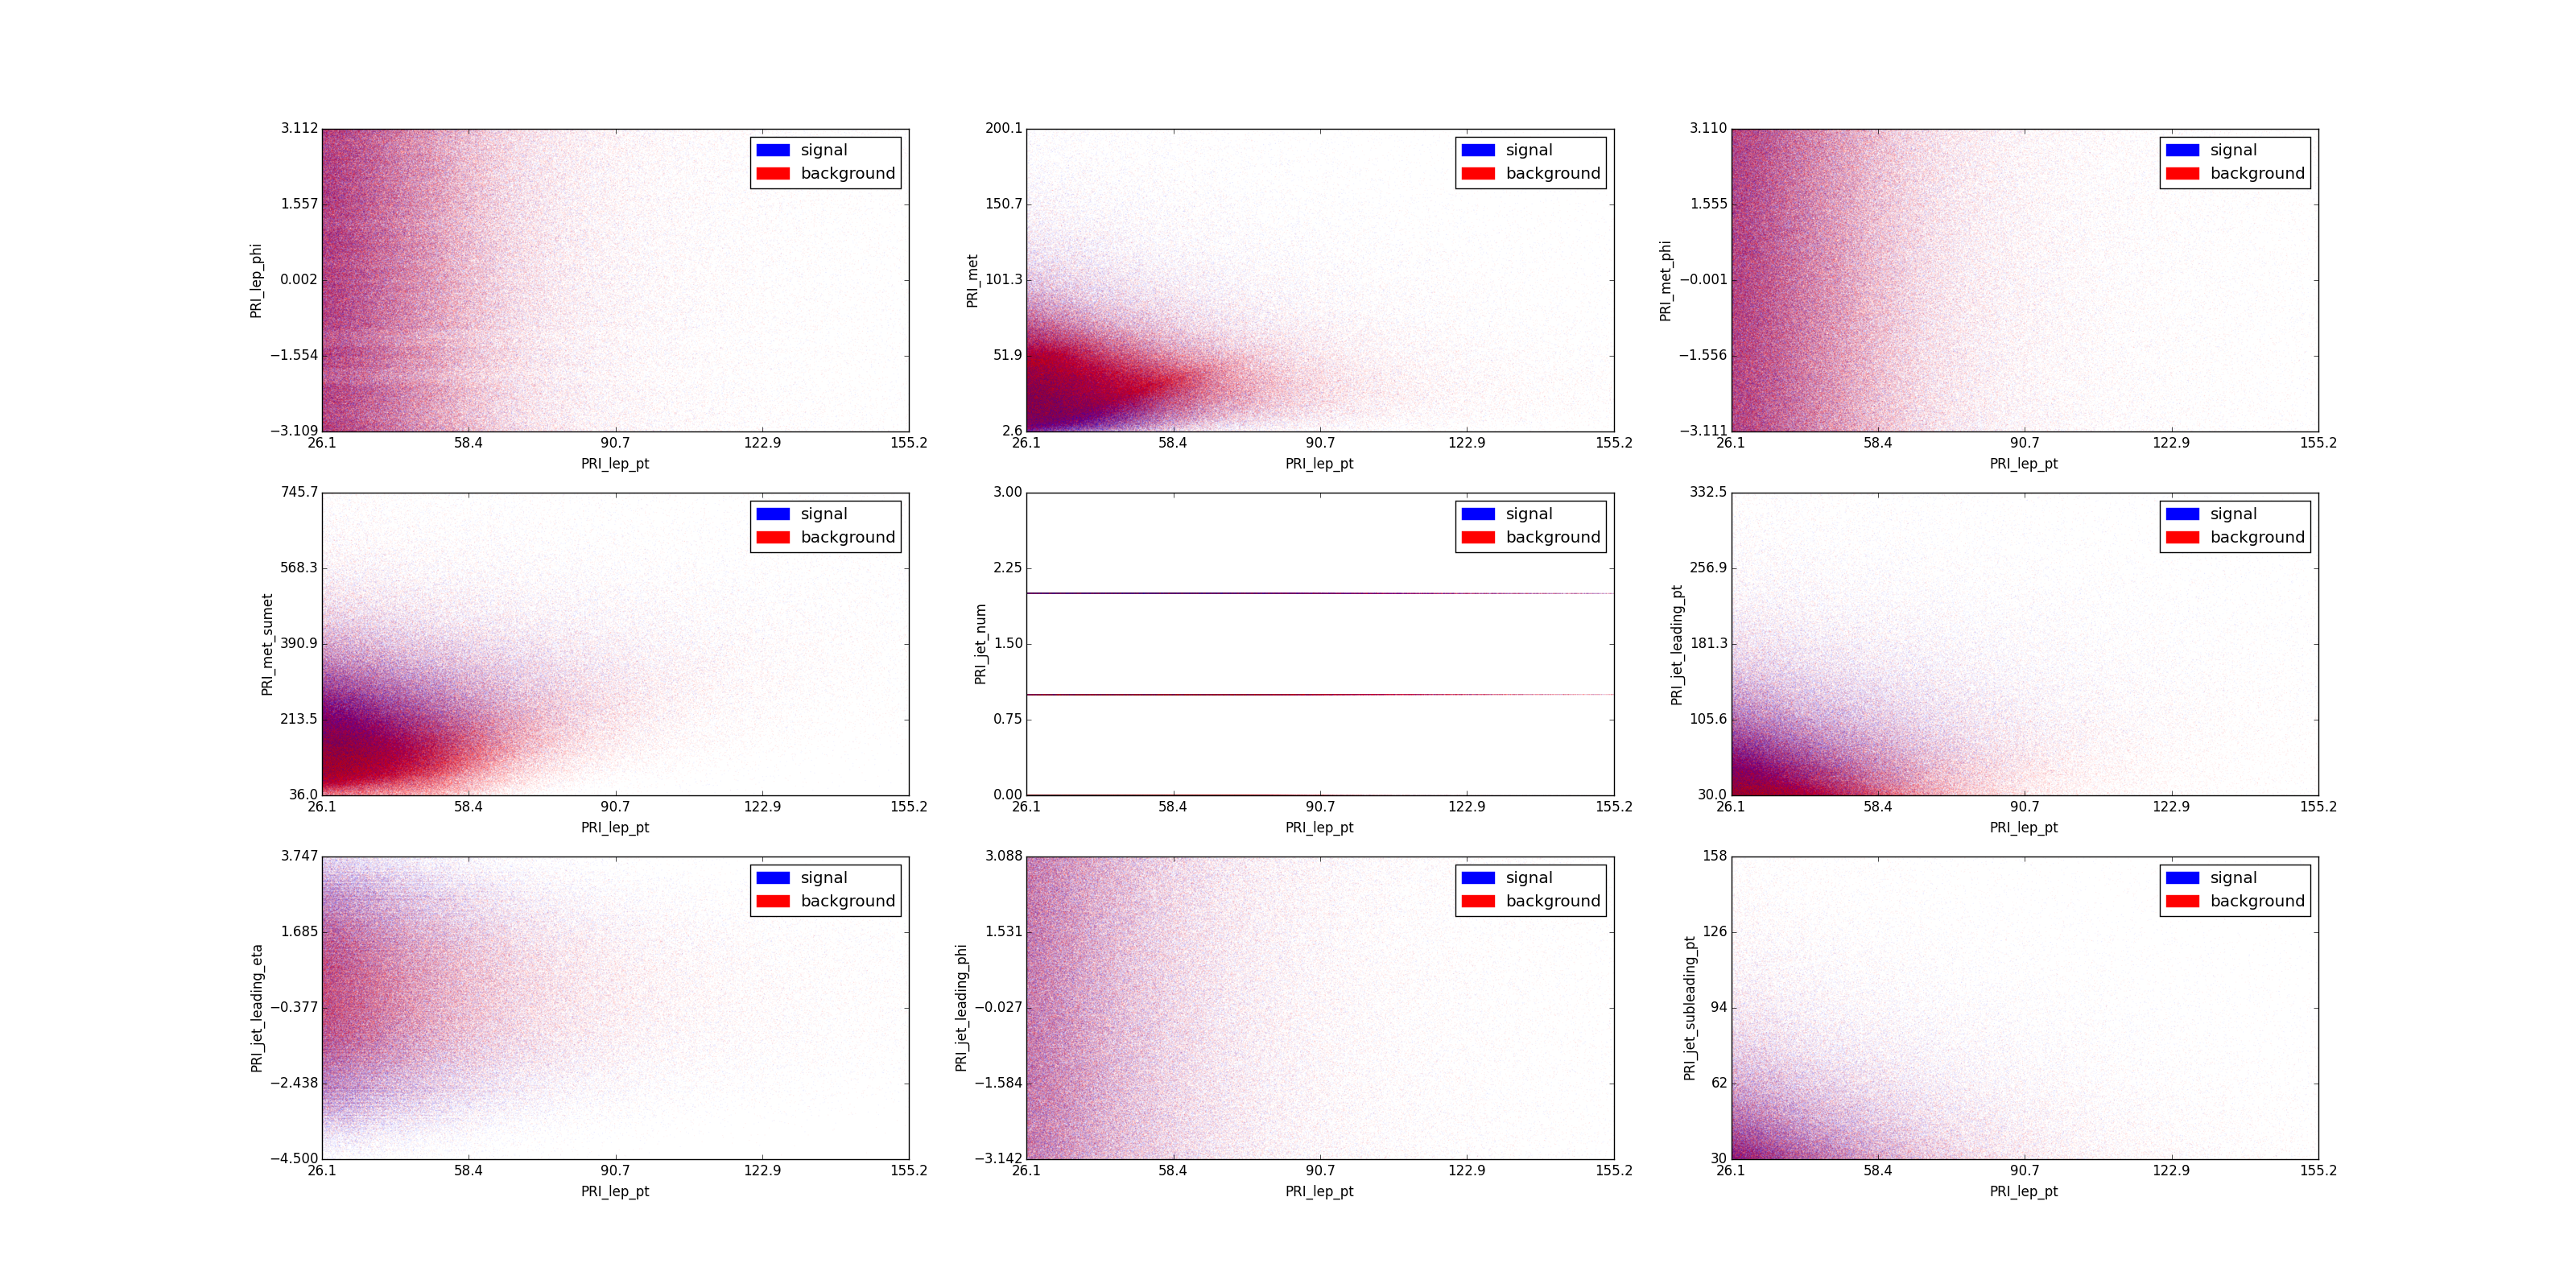 3.112
1.557
0.002
−1.554
−3.109
PRI_lep_phi
26.1 58.4 90.7 122.9 155.2
PRI_lep_pt
signal
background
200.1
150.7
101.3
51.9
2.6
PRI_met
26.1 58.4 90.7 122.9 155.2
PRI_lep_pt
signal
background
3.110
1.555
−0.001
−1.556
−3.111
PRI_met_phi
26.1 58.4 90.7 122.9 155.2
PRI_lep_pt
signal
background
745.7
568.3
390.9
213.5
36.0
PRI_met_sumet
26.1 58.4 90.7 122.9 155.2
PRI_lep_pt
signal
background
3.00
2.25
1.50
0.75
0.00
PRI_jet_num
26.1 58.4 90.7 122.9 155.2
PRI_lep_pt
signal
background
332.5
256.9
181.3
105.6
30.0
PRI_jet_leading_pt
26.1 58.4 90.7 122.9 155.2
PRI_lep_pt
signal
background
3.747
1.685
−0.377
−2.438
−4.500
PRI_jet_leading_eta
26.1 58.4 90.7 122.9 155.2
PRI_lep_pt
signal
background
3.088
1.531
−0.027
−1.584
−3.142
PRI_jet_leading_phi
26.1 58.4 90.7 122.9 155.2
PRI_lep_pt
signal
background
158
126
94
62
30
PRI_jet_subleading_pt
26.1 58.4 90.7 122.9 155.2
PRI_lep_pt
signal
background